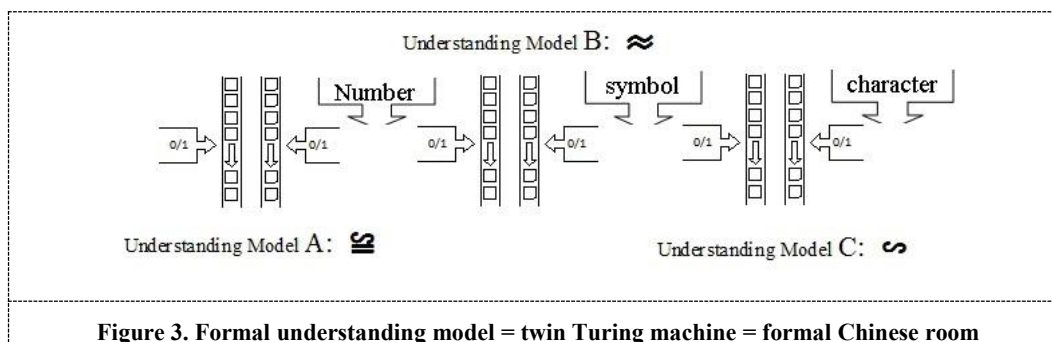 Understanding Model B: ≈
Number symbol character
0/1 0/1 0/1 0/1 0/1 0/1
Understanding Model A: ≌
Understanding Model C: ∽
Figure 3. Formal understanding model = twin Turing machine = formal Chinese room